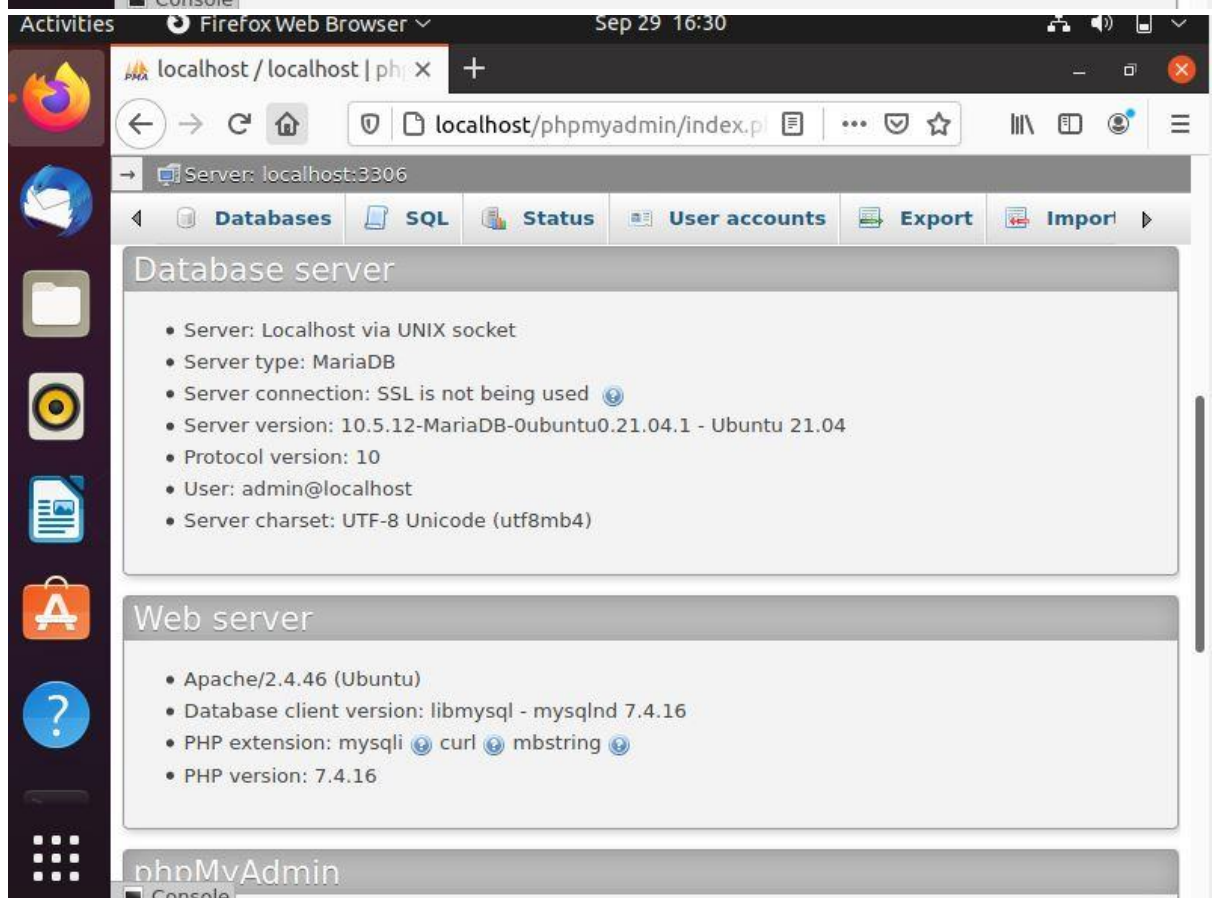 Console
Activities Firefox Web Browser Sep 29 16:30
PMA localhost / localhost | ph
localhost/phpmyadmin/index.p
Server: localhost:3306
Databases SQL Status User accounts Export Import
Database server
Server: Localhost via UNIX socket
Server type: MariaDB
Server connection: SSL is not being used
Server version: 10.5.12-MariaDB-0ubuntu0.21.04.1 - Ubuntu 21.04
Protocol version: 10
User: admin@localhost
Server charset: UTF-8 Unicode (utf8mb4)
Web server
Apache/2.4.46 (Ubuntu)
Database client version: libmysql - mysqlnd 7.4.16
PHP extension: mysqli curl mbstring
PHP version: 7.4.16
phpMyAdmin
Console